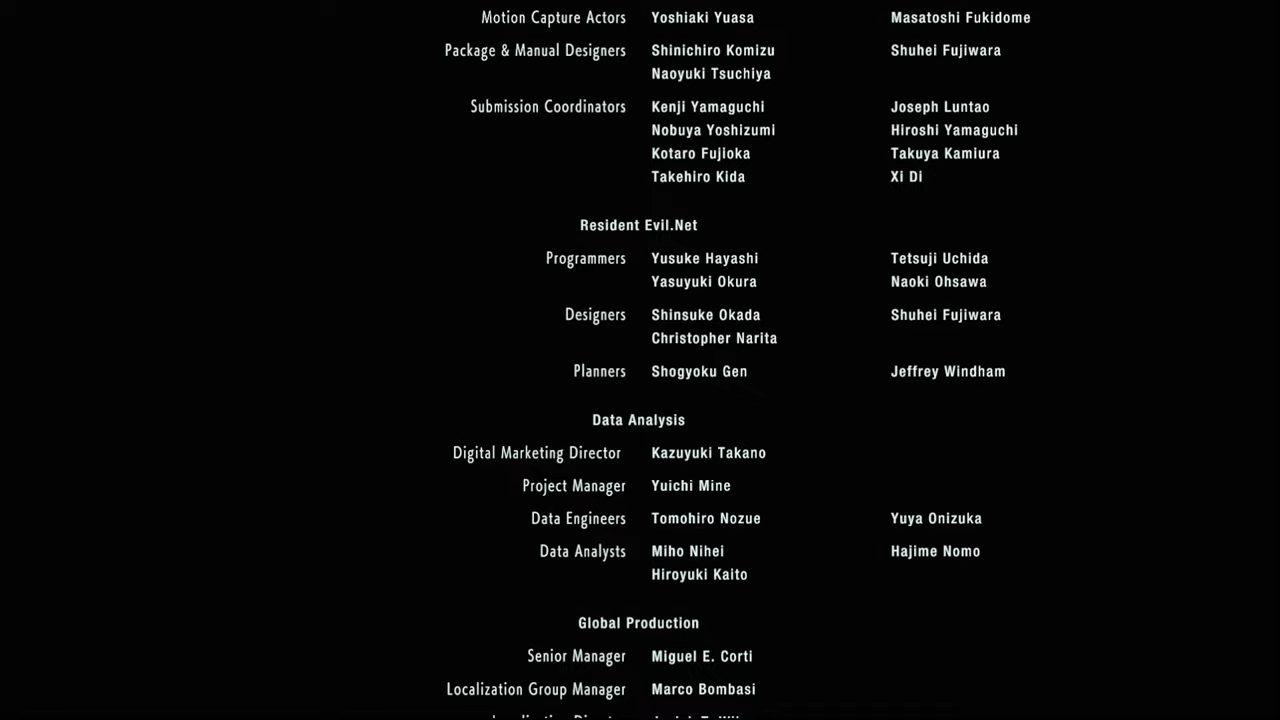 Motion Capture Actors Yoshiaki Yuasa Masatoshi Fukidome
Package & Manual Designers Shinichiro Komizu Shuhei Fujiwara
Naoyuki Tsuchiya
Submission Coordinators Kenji Yamaguchi Joseph Luntao
Nobuya Yoshizumi Hiroshi Yamaguchi
Kotaro Fujioka Takuya Kamiura
Takehiro Kida Xi Di
Resident Evil.Net
Programmers Yusuke Hayashi Tetsuji Uchida
Yasuyuki Okura Naoki Ohsawa
Designers Shinsuke Okada Shuhei Fujiwara
Christopher Narita
Planners Shogyoku Gen Jeffrey Windham
Data Analysis
Digital Marketing Director Kazuyuki Takano
Project Manager Yuichi Mine
Data Engineers Tomohiro Nozue Yuya Onizuka
Data Analysts Miho Nihei Hajime Nomo
Hiroyuki Kaito
Global Production
Senior Manager Miguel E. Corti
Localization Group Manager Marco Bombasi